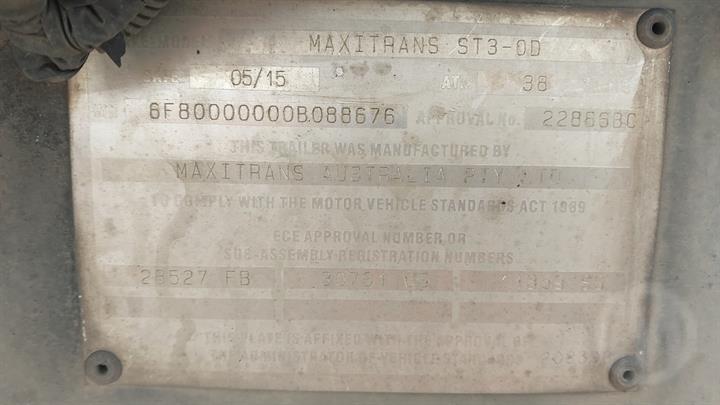 MAXITRANS ST3-OD
DATE 05/15 ATM 38
6F80000000B088676 APPROVAL No.
THIS TRAILER WAS MANUFACTURED BY
MAXITRANS AUSTRALIA PTY LTD
TO COMPLY WITH THE MOTOR VEHICLE STANDARDS ACT 1989
ECE APPROVAL NUMBER OR
SUB-ASSEMBLY REGISTRATION NUMBERS
28527 FB
THIS PLATE IS AFFIXED WITH THE APPROVAL OF
THE ADMINISTRATOR OF VEHICLE STANDARDS